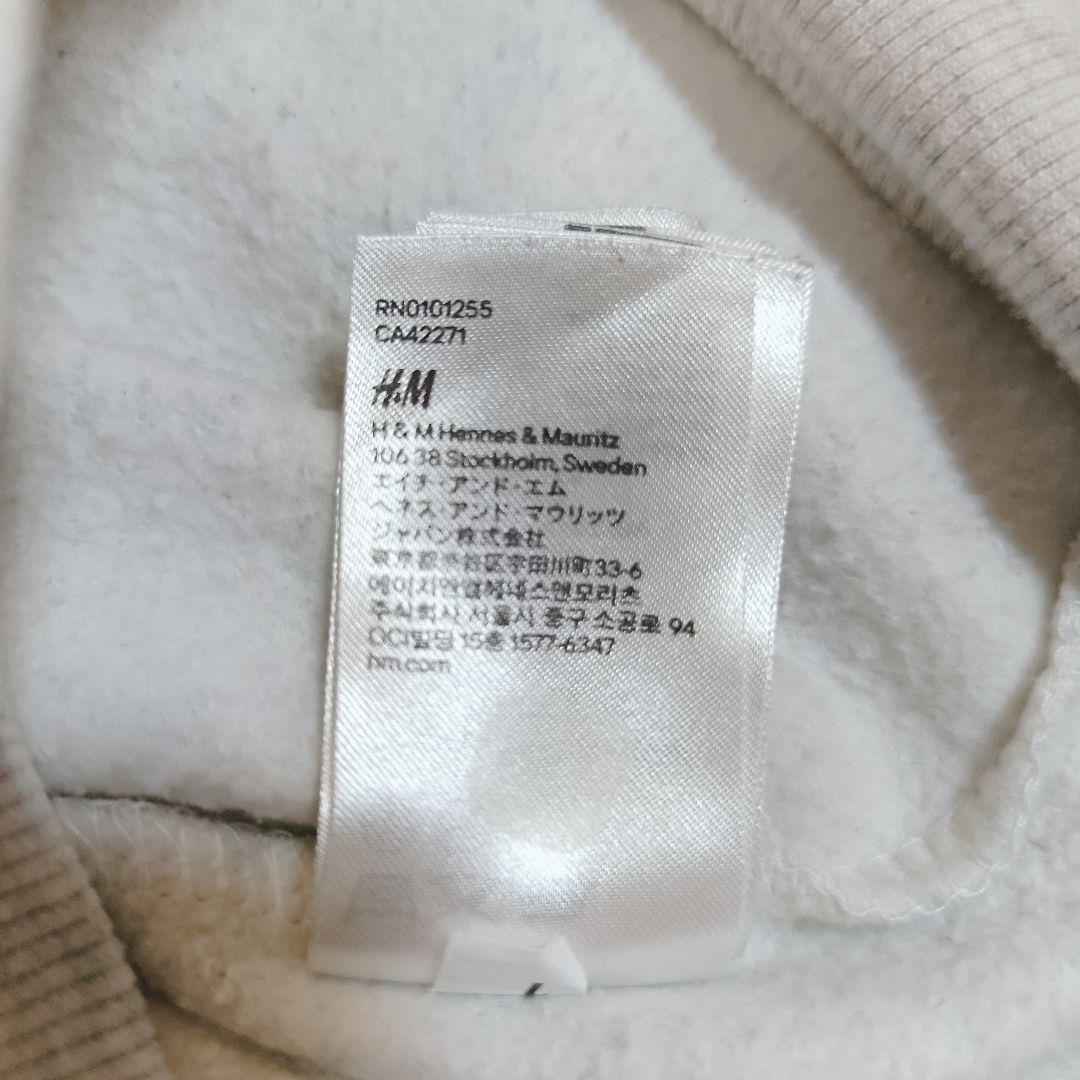 RN0101255
CA42271
H&M
H & M Hennes & Mauritz
106 38 Stockholm, Sweden
エイチ・アンド・エム
ヘネス・アンド・マウリッツ
ジャパン株式会社
東京都渋谷区宇田川町33-6
에이치앤엠헤네스앤모리츠
주식회사 서울시 중구 소공로 94
OCI빌딩 15층 1577-6347
hm.com